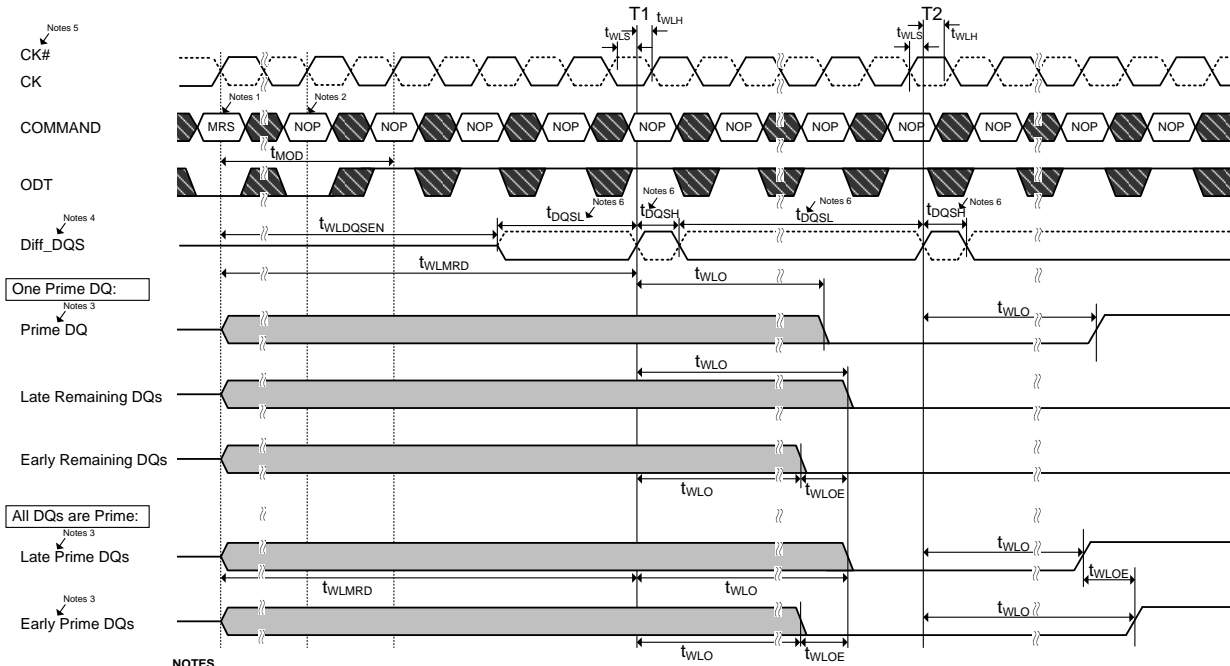 T1 T2
Notes 5
tWLS tWLH tWLS tWLH
CK#
CK
Notes 1 Notes 2
COMMAND MRS NOP NOP NOP NOP NOP NOP NOP NOP NOP NOP
tMOD
ODT
Notes 4
Notes 6 Notes 6 Notes 6 Notes 6
tDQSL tDQSH tDQSL tDQSH
tWLDQSEN
Diff_DQS
tWLMRD
tWLO
One Prime DQ:
Notes 3
Prime DQ
tWLO
tWLO
Late Remaining DQs
Early Remaining DQs
tWLO tWLOE
All DQs are Prime:
Notes 3
Late Prime DQs
tWLO
tWLMRD tWLO
tWLOE
Notes 3
Early Prime DQs
tWLO
tWLO tWLOE
NOTES